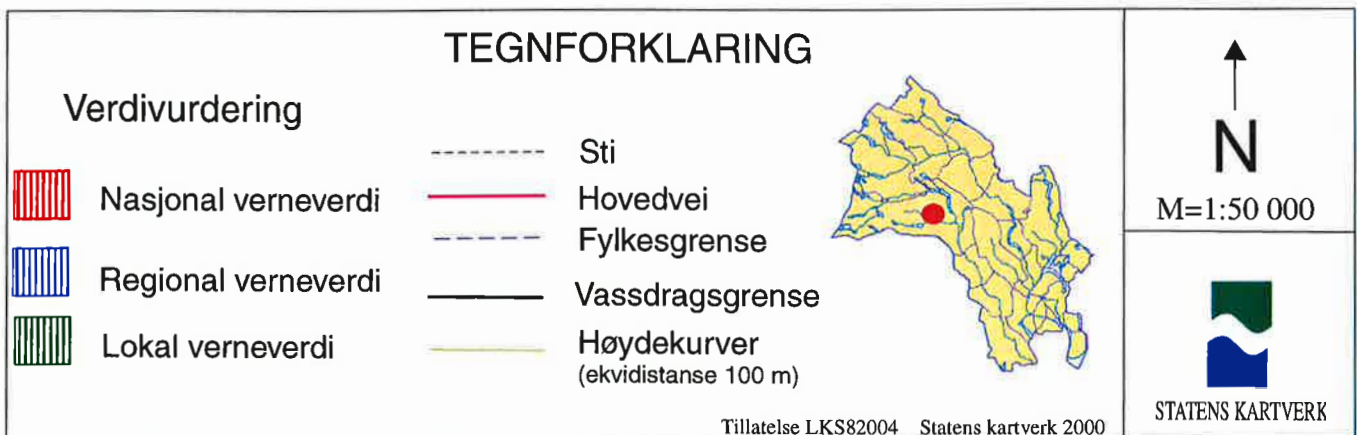 TEGNFORKLARING
Verdivurdering
Nasjonal verneverdi
Regional verneverdi
Lokal verneverdi
Sti
Hovedvei
Fylkesgrense
Vassdragsgrense
Høydekurver
(ekvidistanse 100 m)
Tillatelse LKS82004 Statens kartverk 2000
N
M=1:50 000
STATENS KARTVERK